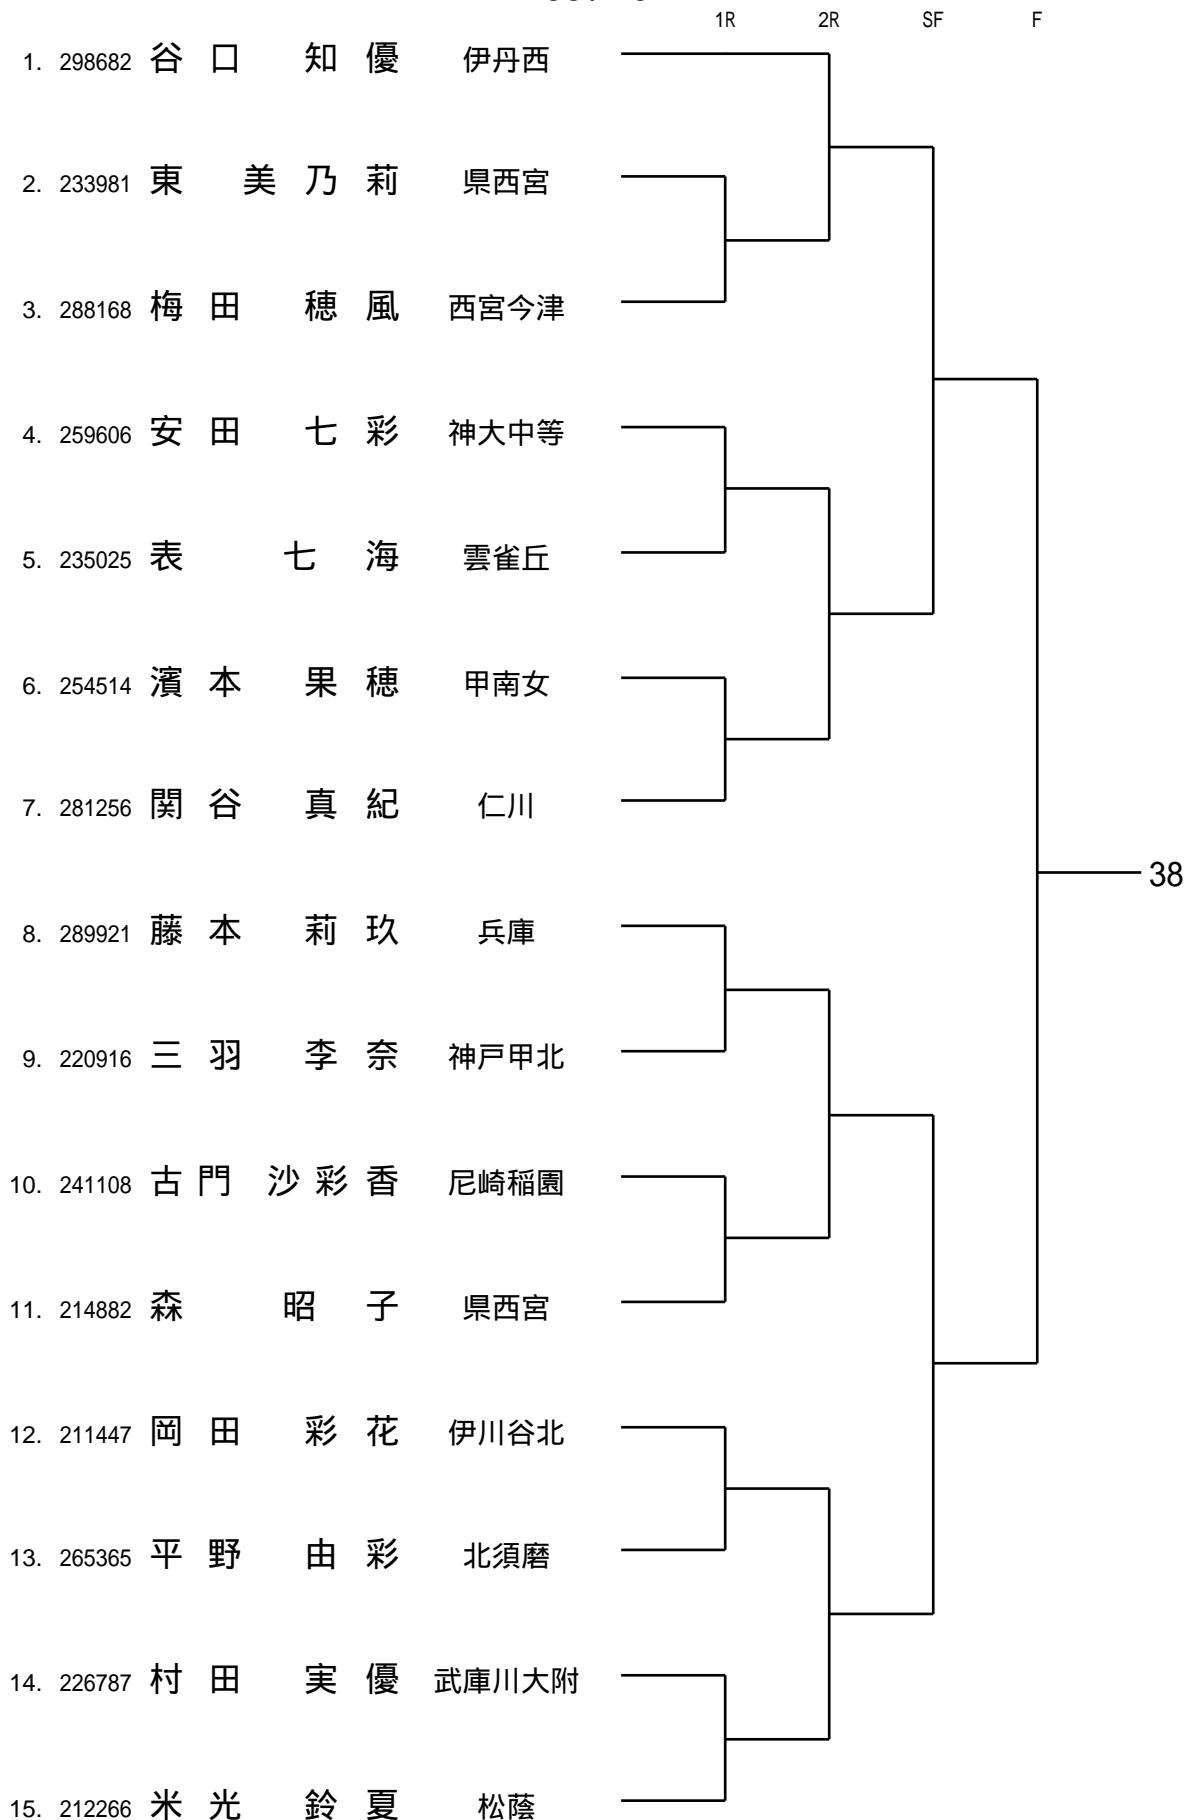 1R 2R SF F
1. 298682 谷口 知優 伊丹西
2. 233981 東 美乃莉 県西宮
3. 288168 梅田 穂風 西宮今津
4. 259606 安田 七彩 神大中等
5. 235025 表 七海 雲雀丘
6. 254514 濱本 果穂 甲南女
7. 281256 関谷 真紀 仁川
38
8. 289921 藤本 莉玖 兵庫
9. 220916 三羽 李奈 神戸甲北
10. 241108 古門 沙彩香 尼崎稲園
11. 214882 森 昭子 県西宮
12. 211447 岡田 彩花 伊川谷北
13. 265365 平野 由彩 北須磨
14. 226787 村田 実優 武庫川大附
15. 212266 米光 鈴夏 松蔭